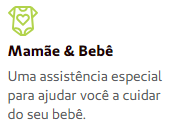 Mamãe & Bebê
Uma assistência especial
para ajudar você a cuidar
do seu bebê.